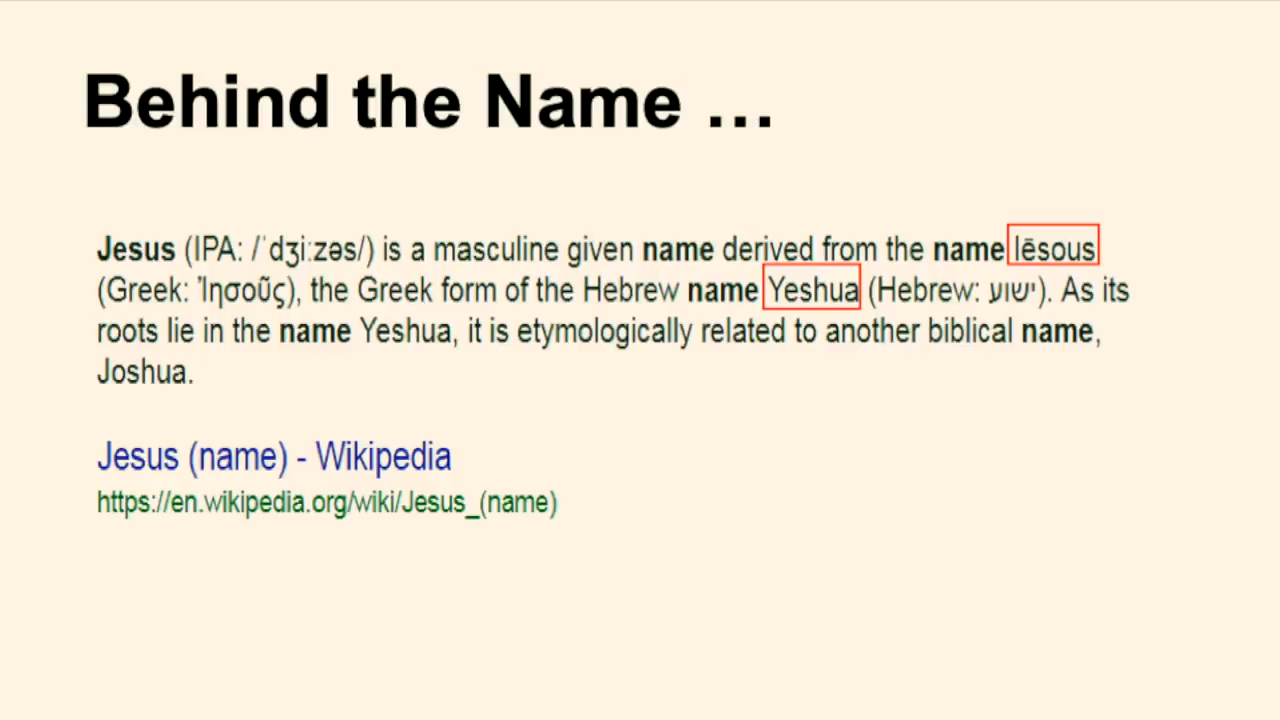 Behind the Name …
Jesus (IPA: /ˈdʒiːzəs/) is a masculine given name derived from the name Iēsous
(Greek: Ἰησοῦς), the Greek form of the Hebrew name Yeshua (Hebrew: ישוע). As its
roots lie in the name Yeshua, it is etymologically related to another biblical name,
Joshua.
Jesus (name) - Wikipedia
https://en.wikipedia.org/wiki/Jesus_(name)